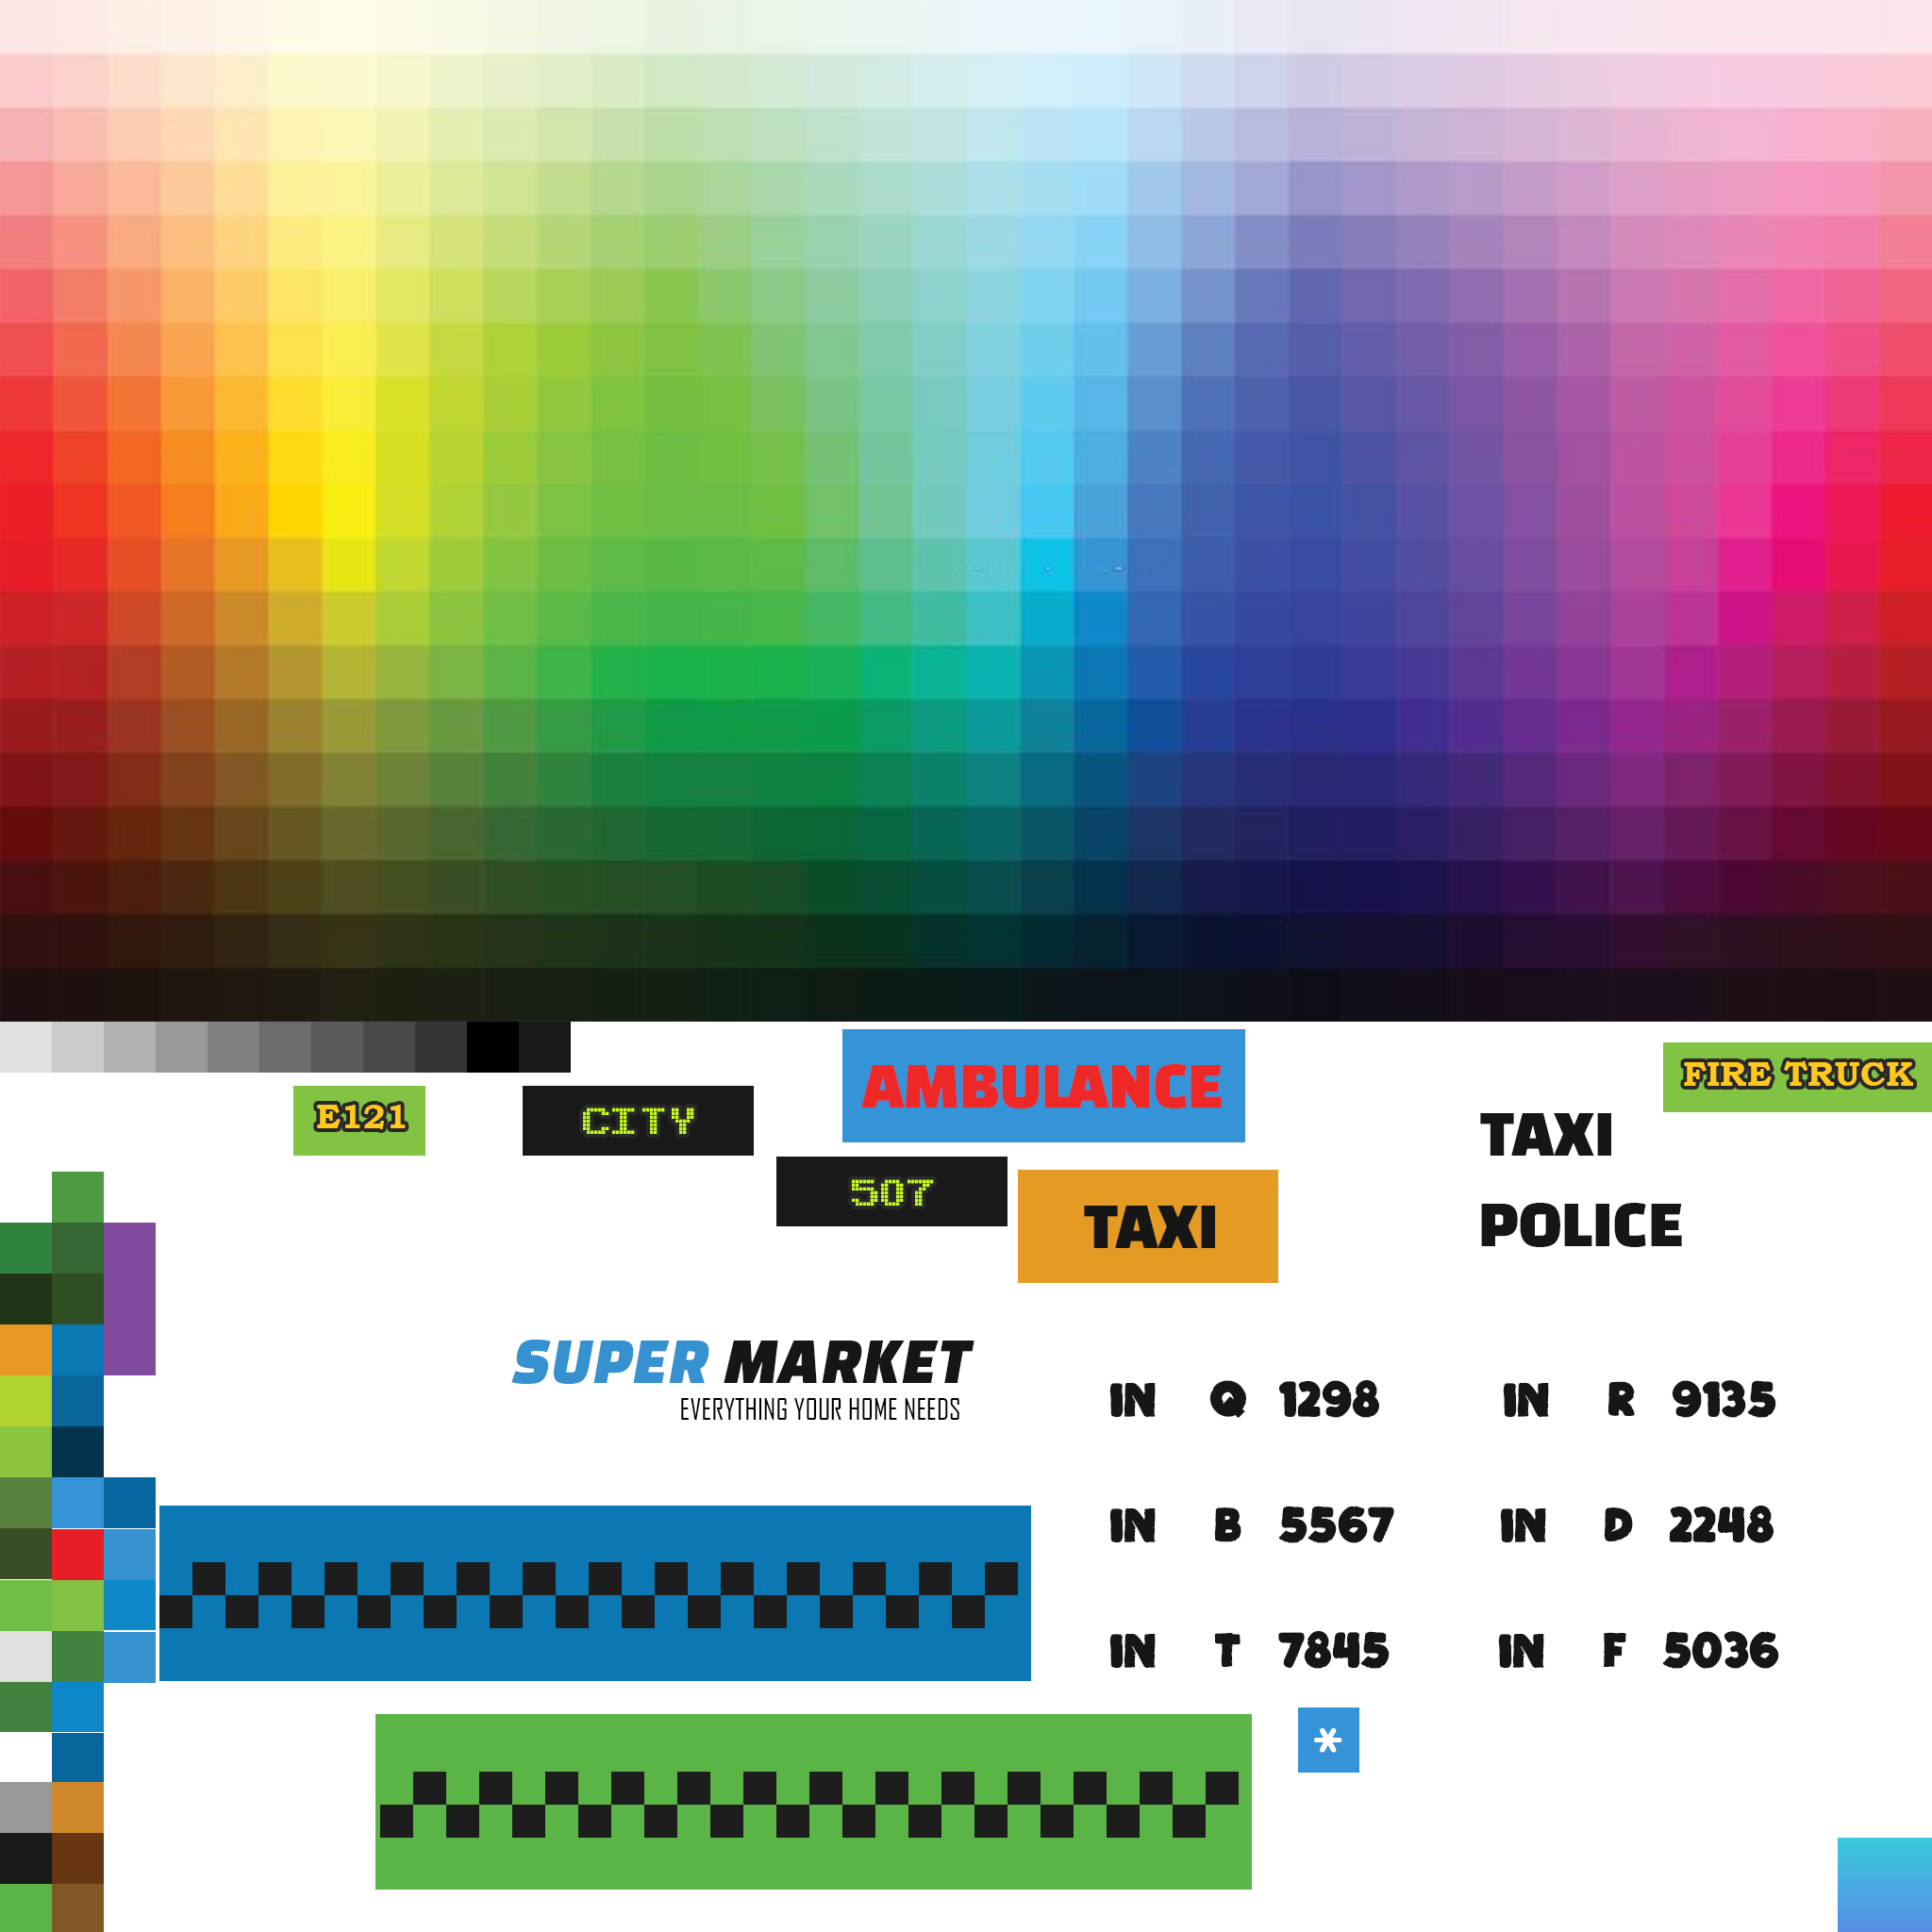 AMBULANCE
FIRE TRUCK
E121
CITY
TAXI
507
TAXI
POLICE
SUPER MARKET
EVERYTHING YOUR HOME NEEDS
IN Q 1298
IN R 9135
IN B 5567
IN D 2248
IN T 7845
IN F 5036
*